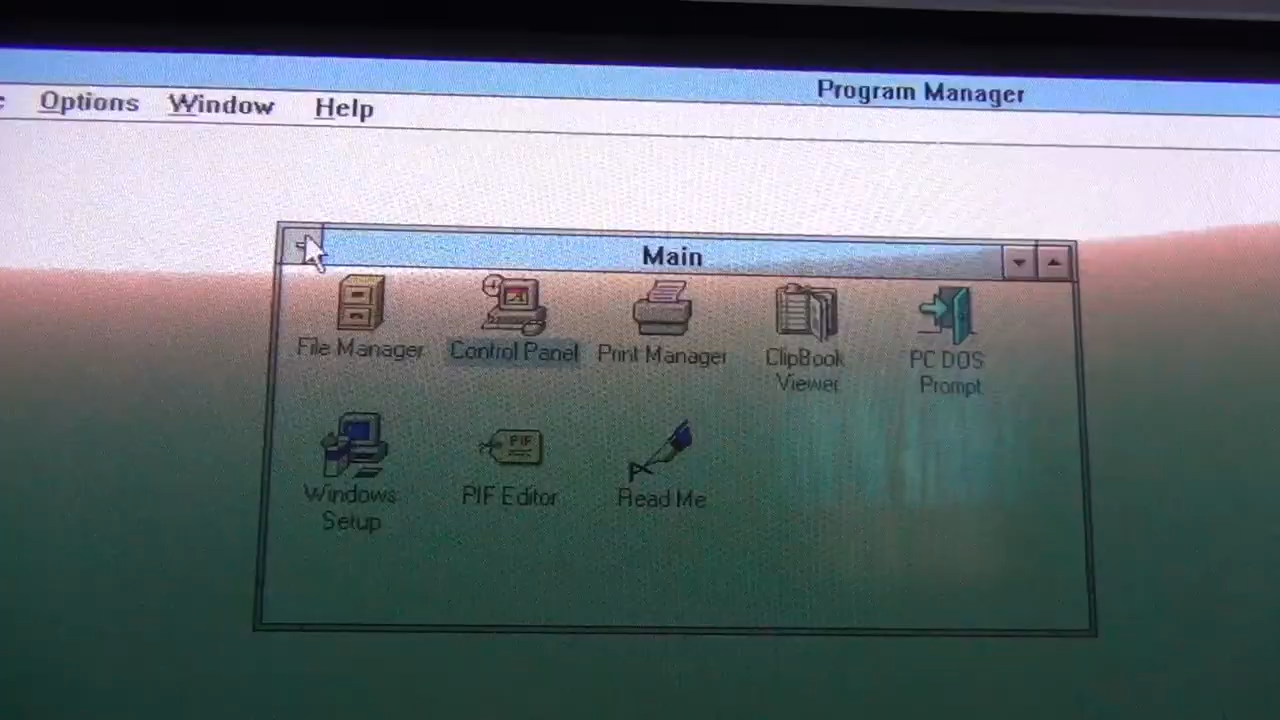 Program Manager
Options Window Help
Main
File Manager Control Panel Print Manager ClipBook Viewer PC DOS Prompt
Windows Setup PIF Editor Read Me
PIF